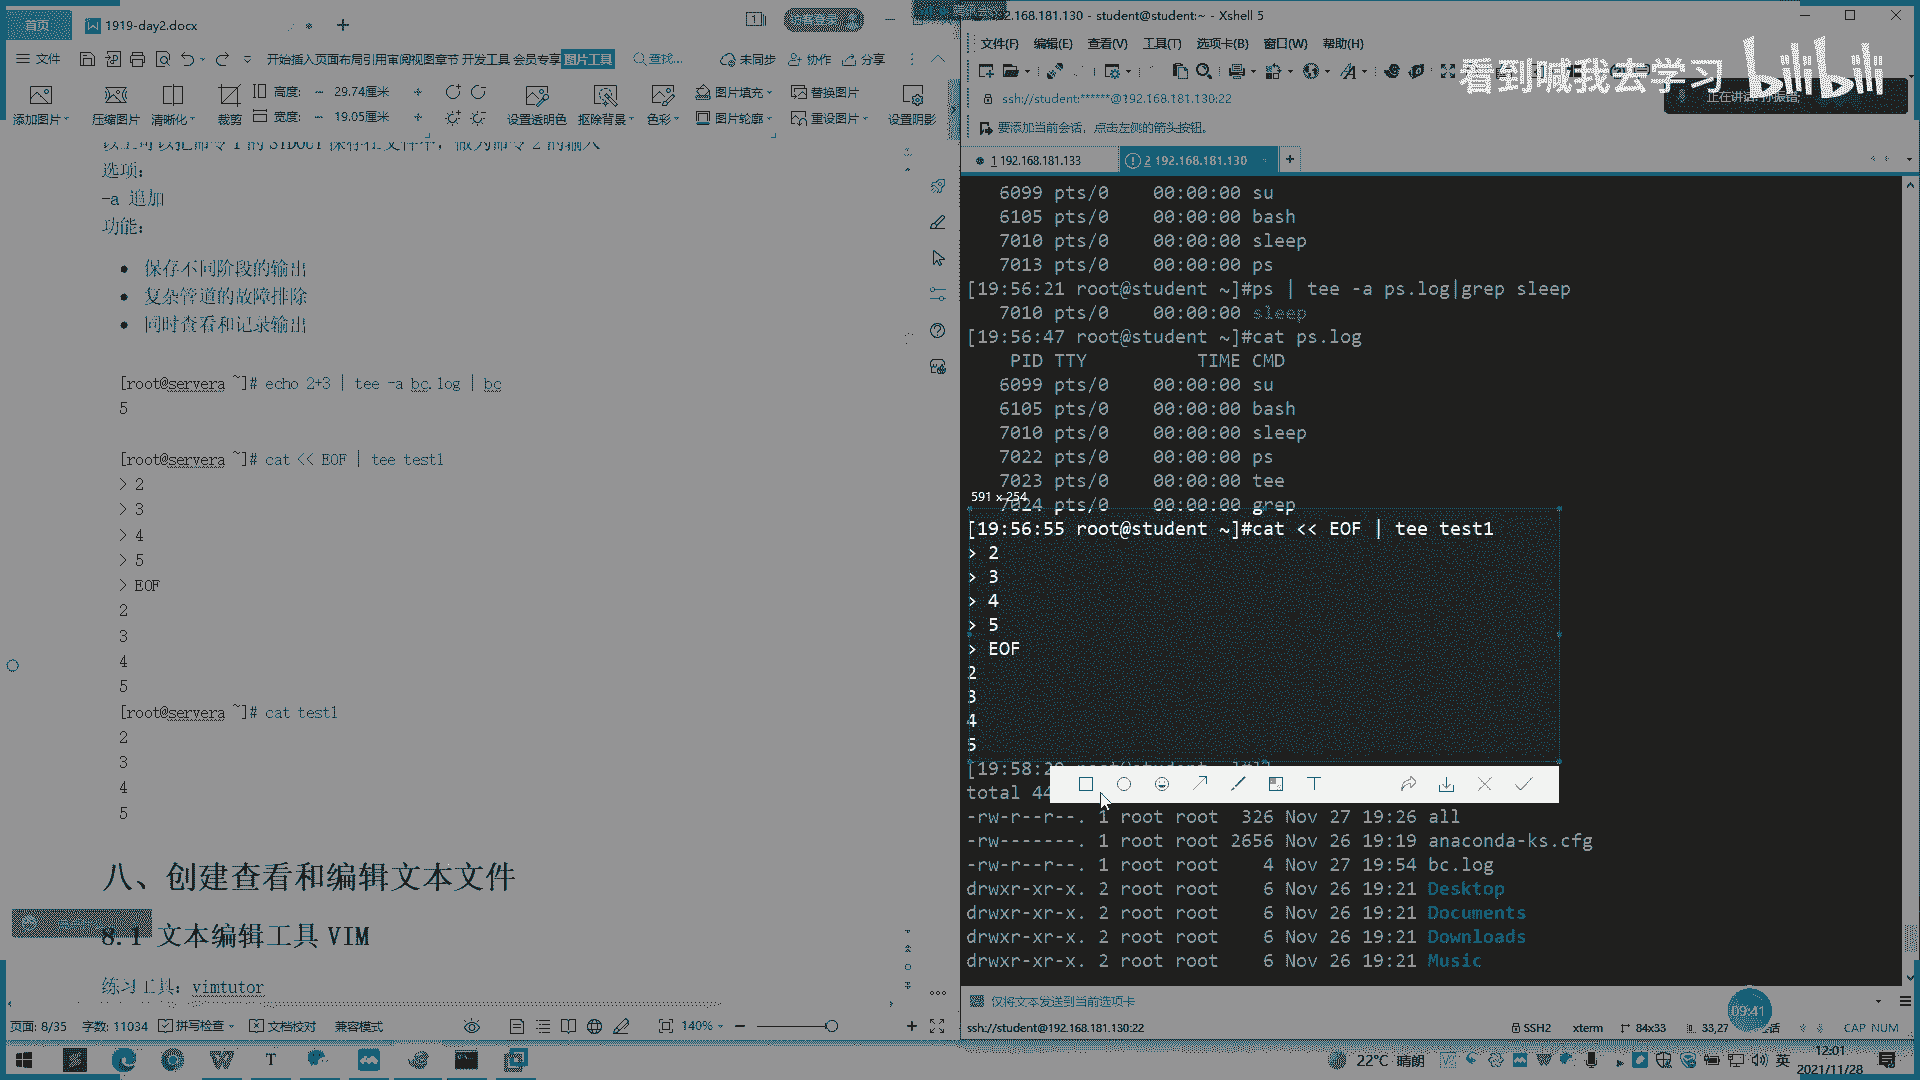 首页
1919-day2.docx
文件
开始插入页面布局引用审阅视图章节 开发工具 会员专享 图片工具
查找...
未同步
协作
分享
添加图片
压缩图片
清晰化
裁剪
高度: 29.74厘米
宽度: 19.05厘米
设置透明色
抠除背景
色彩
图片填充
图片轮廓
替换图片
重设图片
设置阴影
选项:
-a 追加
功能:
保存不同阶段的输出
复杂管道的故障排除
同时查看和记录输出
[root@servera ~]# echo 2+3 | tee -a bc.log | bc
5
[root@servera ~]# cat << EOF | tee test1
> 2
> 3
> 4
> 5
> EOF
2
3
4
5
[root@servera ~]# cat test1
2
3
4
5
八、创建查看和编辑文本文件
8.1 文本编辑工具 VIM
练习工具: vimtutor
页面: 8/35 字数: 11034 拼写检查 文档校对 兼容模式 140%
192.168.181.130 - student@student:~ - Xshell 5
文件(F) 编辑(E) 查看(V) 工具(T) 选项卡(B) 窗口(W) 帮助(H)
看到喊我去学习 bilibili
正在讲话:
ssh://student:******@192.168.181.130:22
要添加当前会话，点击左侧的箭头按钮。
1 192.168.181.133
2 192.168.181.130
6099 pts/0 00:00:00 su
6105 pts/0 00:00:00 bash
7010 pts/0 00:00:00 sleep
7013 pts/0 00:00:00 ps
[19:56:21 root@student ~]#ps | tee -a ps.log|grep sleep
7010 pts/0 00:00:00 sleep
[19:56:47 root@student ~]#cat ps.log
PID TTY TIME CMD
6099 pts/0 00:00:00 su
6105 pts/0 00:00:00 bash
7010 pts/0 00:00:00 sleep
7022 pts/0 00:00:00 ps
7023 pts/0 00:00:00 tee
591 x 254
7024 pts/0 00:00:00 grep
[19:56:55 root@student ~]#cat << EOF | tee test1
> 2
> 3
> 4
> 5
> EOF
2
3
4
5
total 44
-rw-r--r--. 1 root root 326 Nov 27 19:26 all
-rw-------. 1 root root 2656 Nov 26 19:19 anaconda-ks.cfg
-rw-r--r--. 1 root root 4 Nov 27 19:54 bc.log
drwxr-xr-x. 2 root root 6 Nov 26 19:21 Desktop
drwxr-xr-x. 2 root root 6 Nov 26 19:21 Documents
drwxr-xr-x. 2 root root 6 Nov 26 19:21 Downloads
drwxr-xr-x. 2 root root 6 Nov 26 19:21 Music
仅将文本发送到当前选项卡
09:41
ssh://student@192.168.181.130:22 SSH2 xterm 84x33 33,27 CAP NUM
22°C 晴朗
英
12:01
2021/11/28